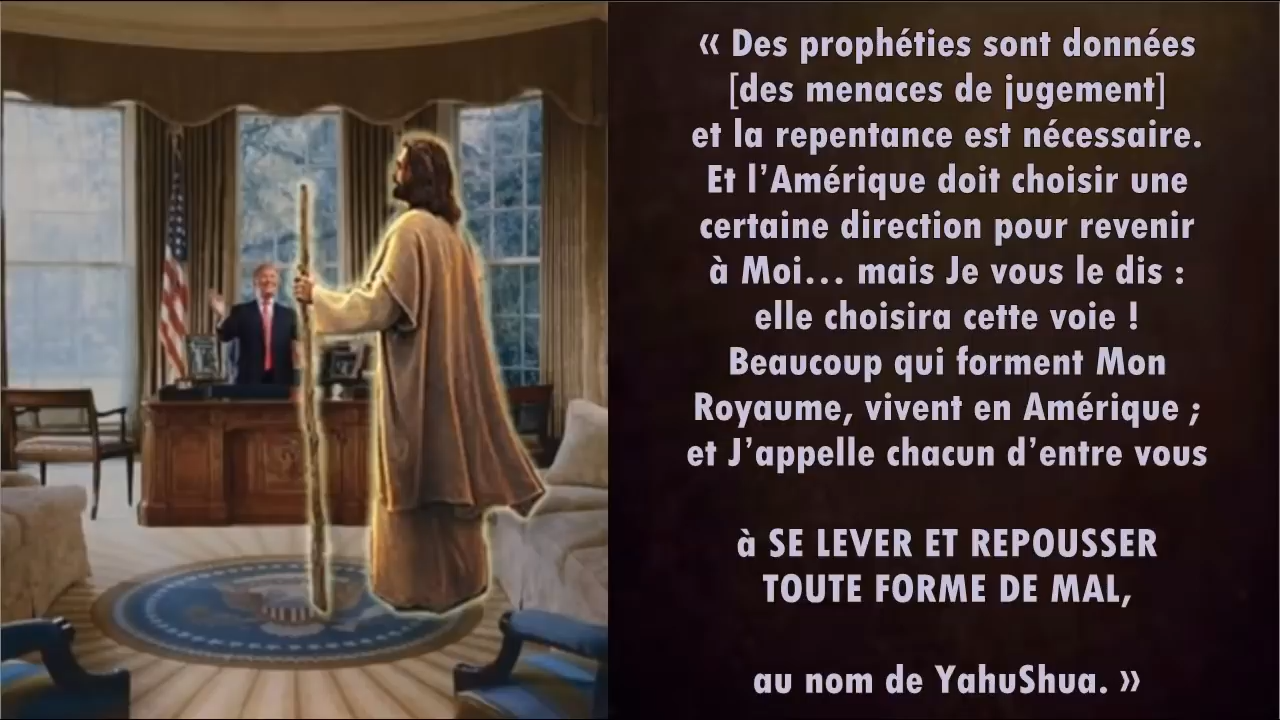 « Des prophéties sont données
[des menaces de jugement]
et la repentance est nécessaire.
Et l’Amérique doit choisir une
certaine direction pour revenir
à Moi… mais Je vous le dis :
elle choisira cette voie !
Beaucoup qui forment Mon
Royaume, vivent en Amérique ;
et J’appelle chacun d’entre vous
à SE LEVER ET REPOUSSER
TOUTE FORME DE MAL,
au nom de YahuShua. »